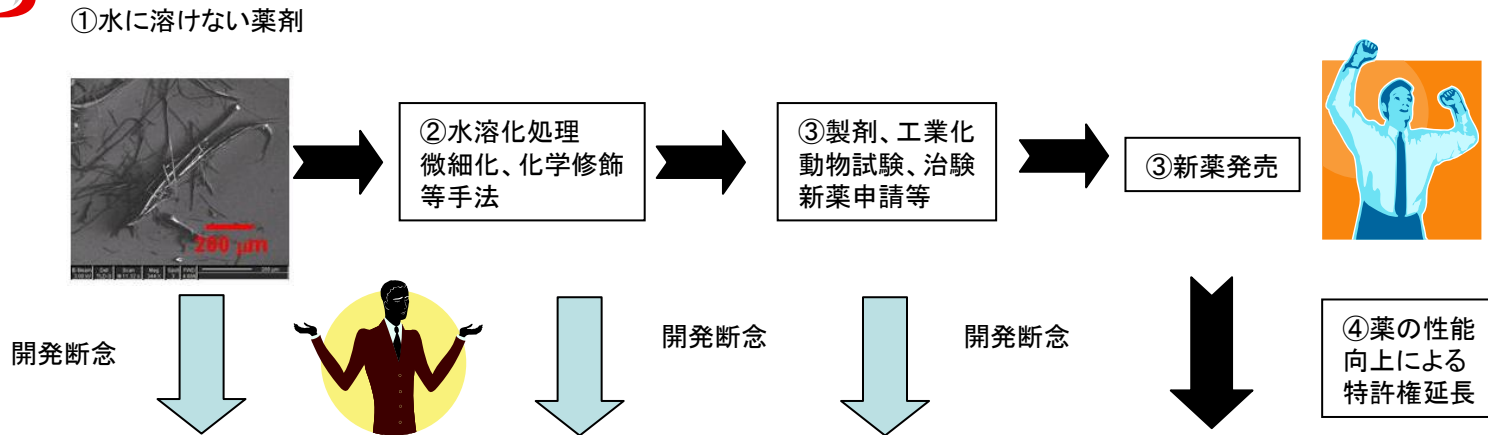 ①水に溶けない薬剤
②水溶化処理
微細化、化学修飾
等手法
③製剤、工業化
動物試験、治験
新薬申請等
③新薬発売
200 μm
開発断念
開発断念
開発断念
④薬の性能
向上による
特許権延長